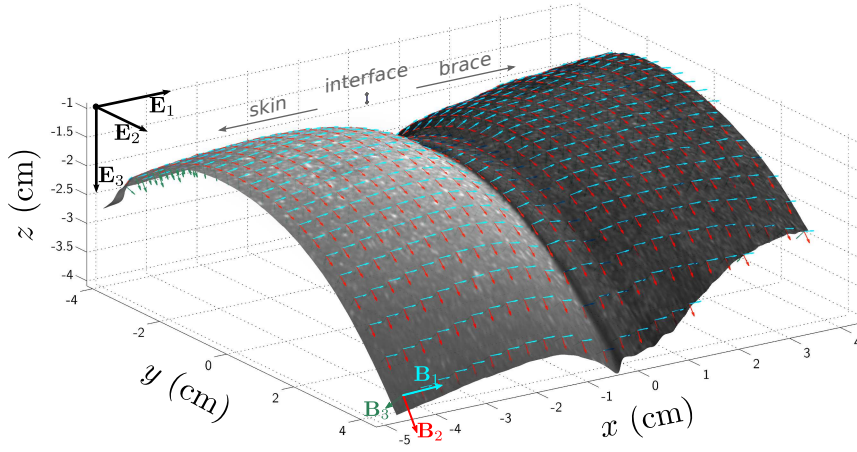 interface
brace
skin
E₁
E₂
E₃
-1
-1.5
-2
-2.5
-3
-3.5
-4
z (cm)
-4
-2
0
2
4
y (cm)
-5
-4
-3
-2
-1
0
1
2
3
4
x (cm)
B₁
B₃
B₂